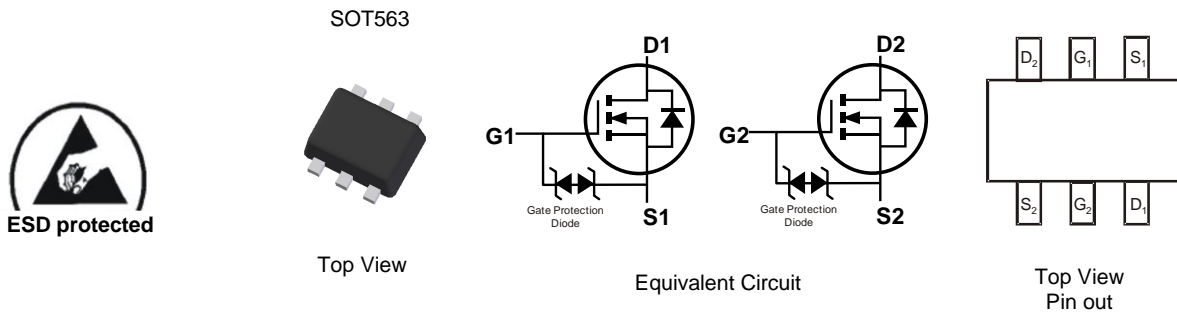 SOT563
ESD protected
Top View
D1
G1
Gate Protection
Diode
S1
D2
G2
Gate Protection
Diode
S2
Equivalent Circuit
D₂ G₁ S₁
S₂ G₂ D₁
Top View
Pin out